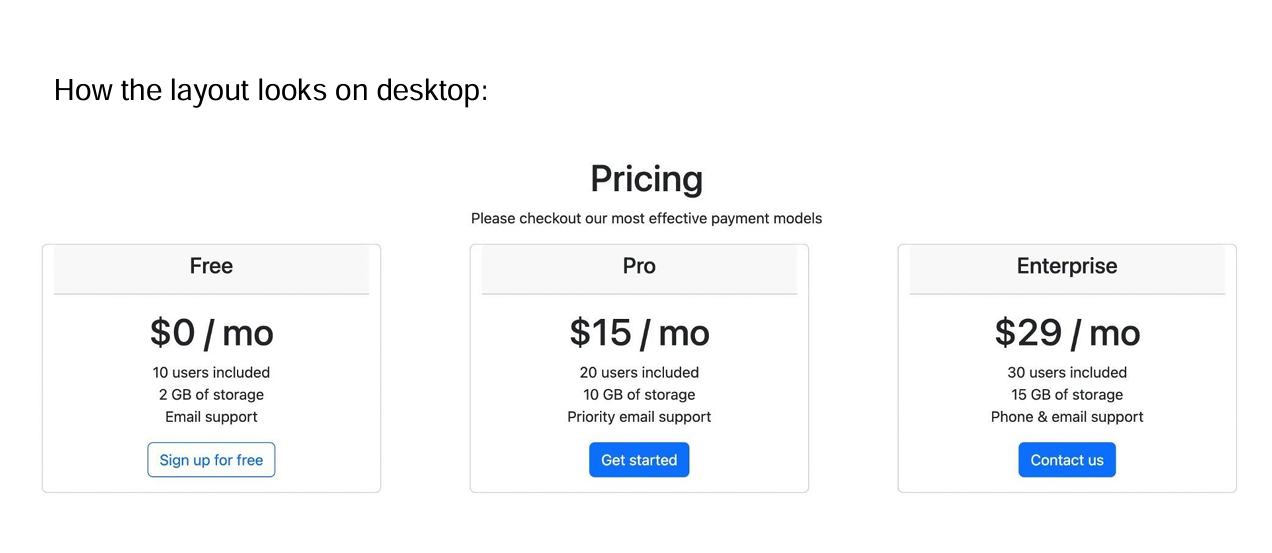 How the layout looks on desktop:
Pricing
Please checkout our most effective payment models
Free
$0 / mo
10 users included
2 GB of storage
Email support
Sign up for free
Pro
$15 / mo
20 users included
10 GB of storage
Priority email support
Get started
Enterprise
$29 / mo
30 users included
15 GB of storage
Phone & email support
Contact us